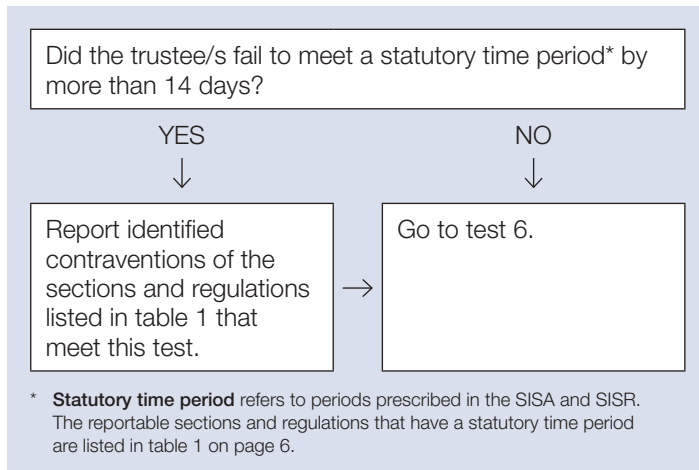 Did the trustee/s fail to meet a statutory time period* by
more than 14 days?
YES
NO
Report identified
contraventions of the
sections and regulations
listed in table 1 that
meet this test.
Go to test 6.
* Statutory time period refers to periods prescribed in the SISA and SISR.
The reportable sections and regulations that have a statutory time period
are listed in table 1 on page 6.